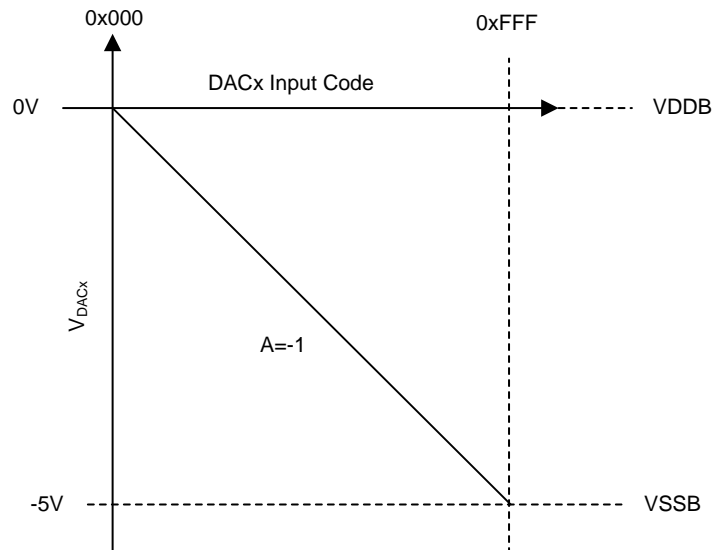 0x000
0xFFF
DACx Input Code
0V
VDDB
VDACx
A=-1
-5V
VSSB